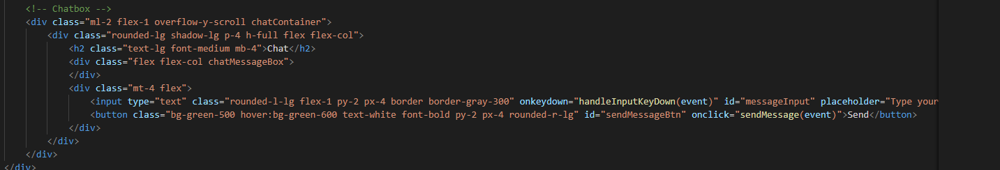 <!-- Chatbox -->
<div class="ml-2 flex-1 overflow-y-scroll chatContainer">
<div class="rounded-lg shadow-lg p-4 h-full flex flex-col">
<h2 class="text-lg font-medium mb-4">Chat</h2>
<div class="flex flex-col chatMessageBox">
</div>
<div class="mt-4 flex">
<input type="text" class="rounded-l-lg flex-1 py-2 px-4 border border-gray-300" onkeydown="handleInputKeyDown(event)" id="messageInput" placeholder="Type your
<button class="bg-green-500 hover:bg-green-600 text-white font-bold py-2 px-4 rounded-r-lg" id="sendMessageBtn" onclick="sendMessage(event)">Send</button>
</div>
</div>
</div>
</div>